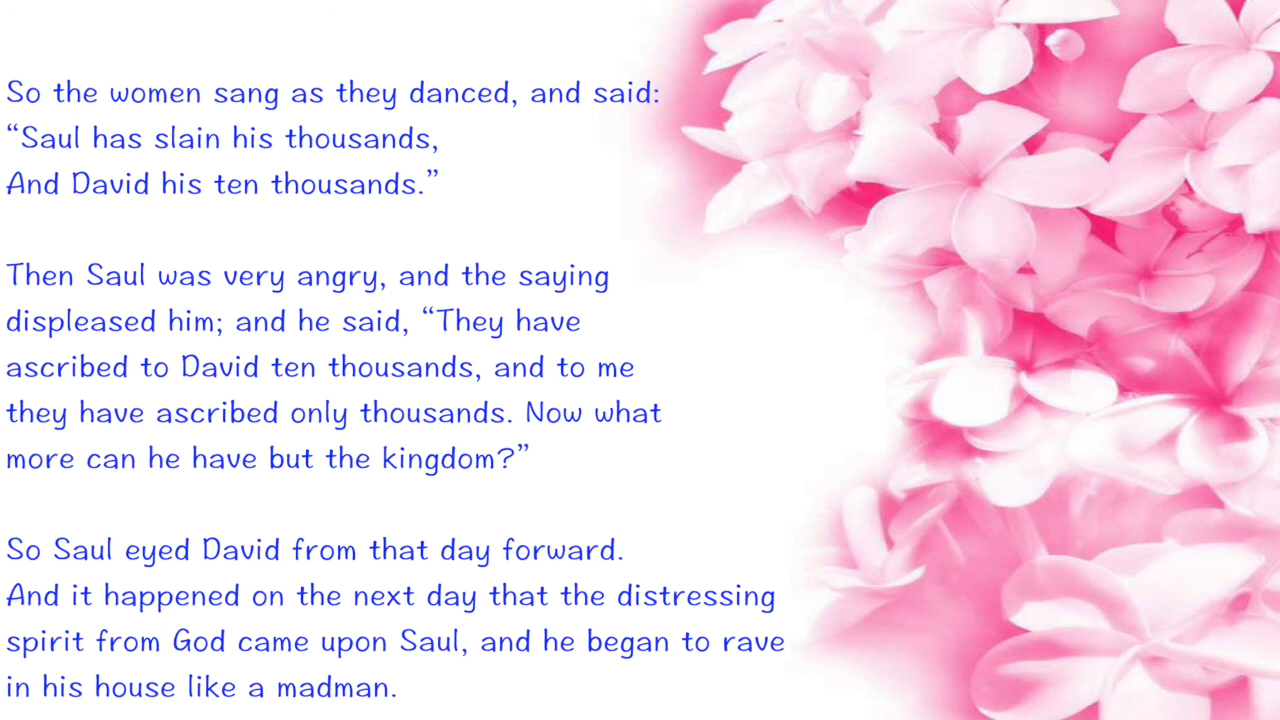 So the women sang as they danced, and said:
“Saul has slain his thousands,
And David his ten thousands.”
Then Saul was very angry, and the saying
displeased him; and he said, “They have
ascribed to David ten thousands, and to me
they have ascribed only thousands. Now what
more can he have but the kingdom?”
So Saul eyed David from that day forward.
And it happened on the next day that the distressing
spirit from God came upon Saul, and he began to rave
in his house like a madman.